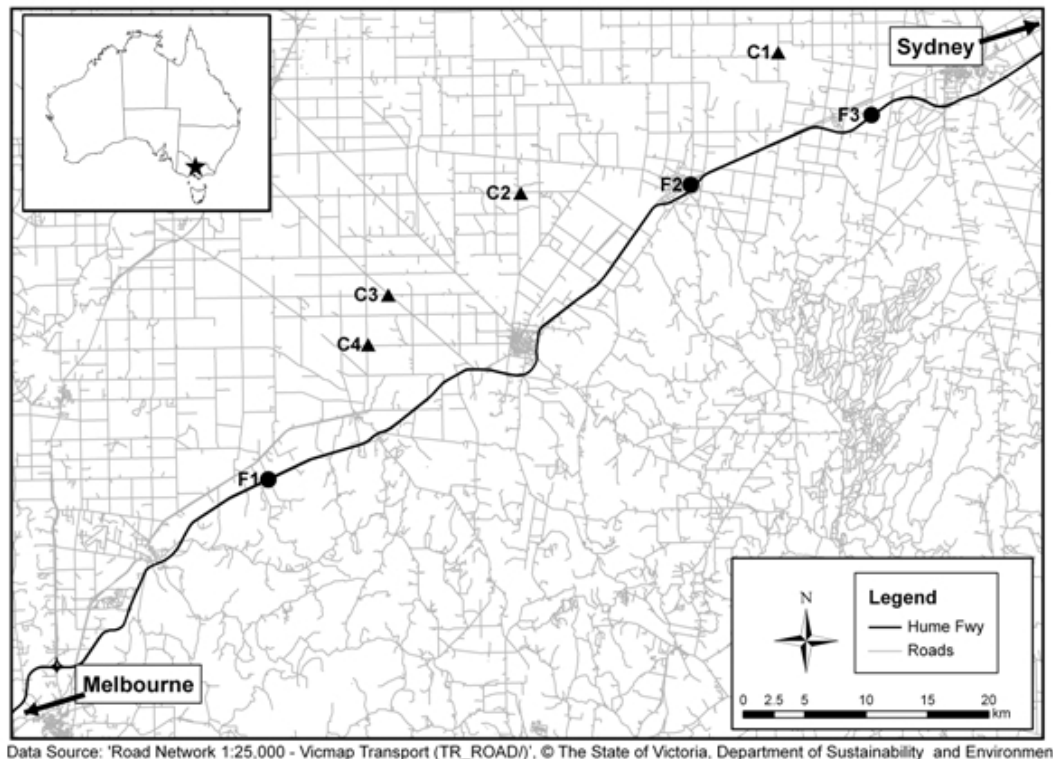 Sydney
C1
F3
F2
C2
C3
C4
F1
Melbourne
N
Legend
Hume Fwy
Roads
0 2.5 5 10 15 20
km
Data Source: 'Road Network 1:25,000 - Vicmap Transport (TR_ROAD/)', © The State of Victoria, Department of Sustainability and Environmen